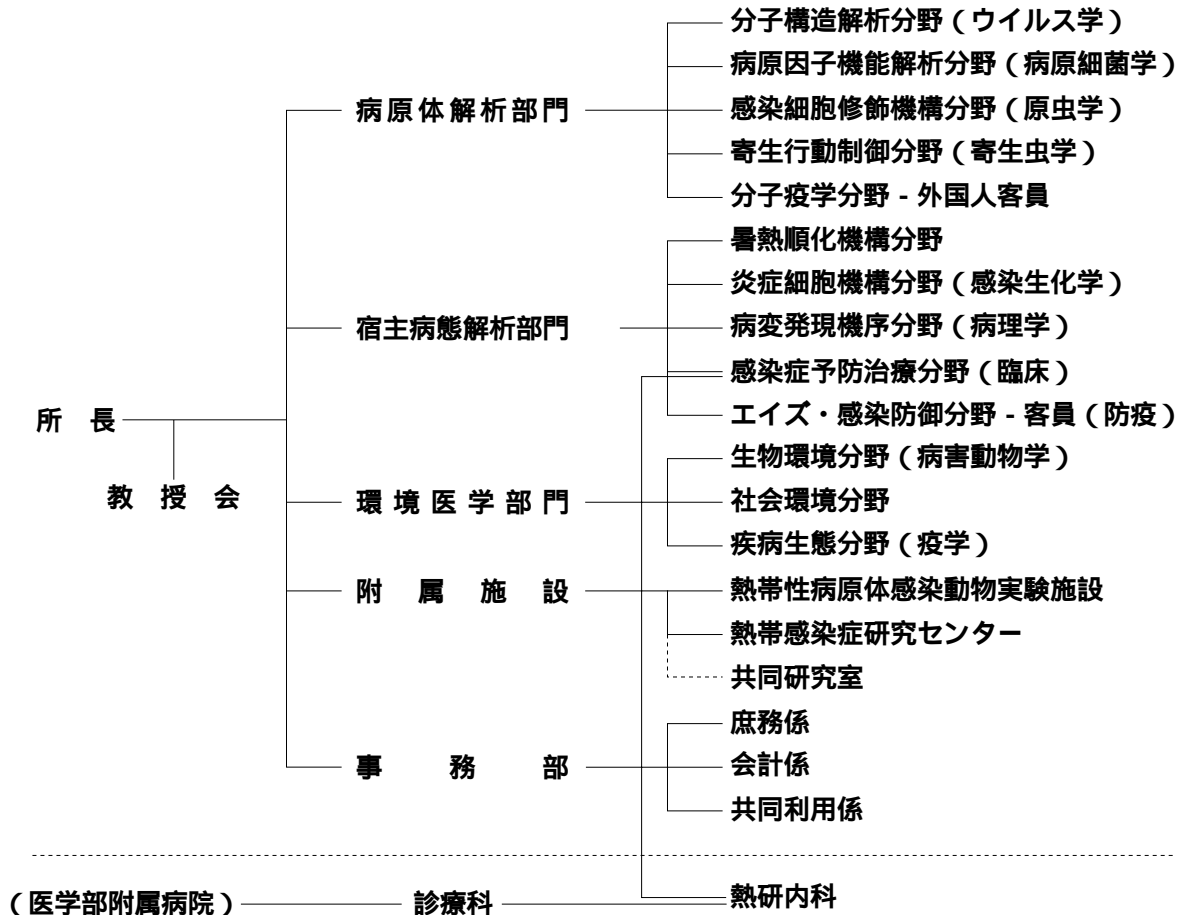 分子構造解析分野（ウイルス学）
病原因子機能解析分野（病原細菌学）
病原体解析部門
感染細胞修飾機構分野（原虫学）
寄生行動制御分野（寄生虫学）
分子疫学分野 - 外国人客員
暑熱順化機構分野
炎症細胞機構分野（感染生化学）
宿主病態解析部門
病変発現機序分野（病理学）
感染症予防治療分野（臨床）
エイズ・感染防御分野 - 客員（防疫）
所長
教授会
生物環境分野（病害動物学）
環境医学部門
社会環境分野
疾病生態分野（疫学）
附属施設
熱帯性病原体感染動物実験施設
熱帯感染症研究センター
共同研究室
庶務係
事務部
会計係
共同利用係
（医学部附属病院）
診療科
熱研内科